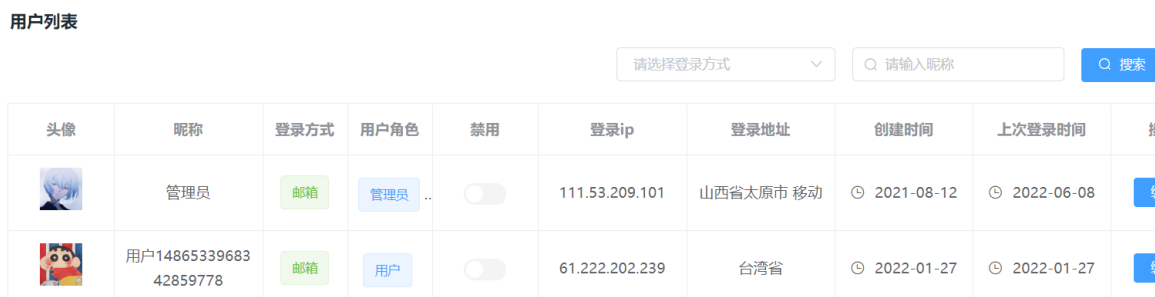 用户列表
请选择登录方式 请输入昵称 搜索
头像 昵称 登录方式 用户角色 禁用 登录ip 登录地址 创建时间 上次登录时间
管理员 邮箱 管理员 .. 111.53.209.101 山西省太原市 移动 2021-08-12 2022-06-08
用户14865339683
42859778 邮箱 用户 61.222.202.239 台湾省 2022-01-27 2022-01-27